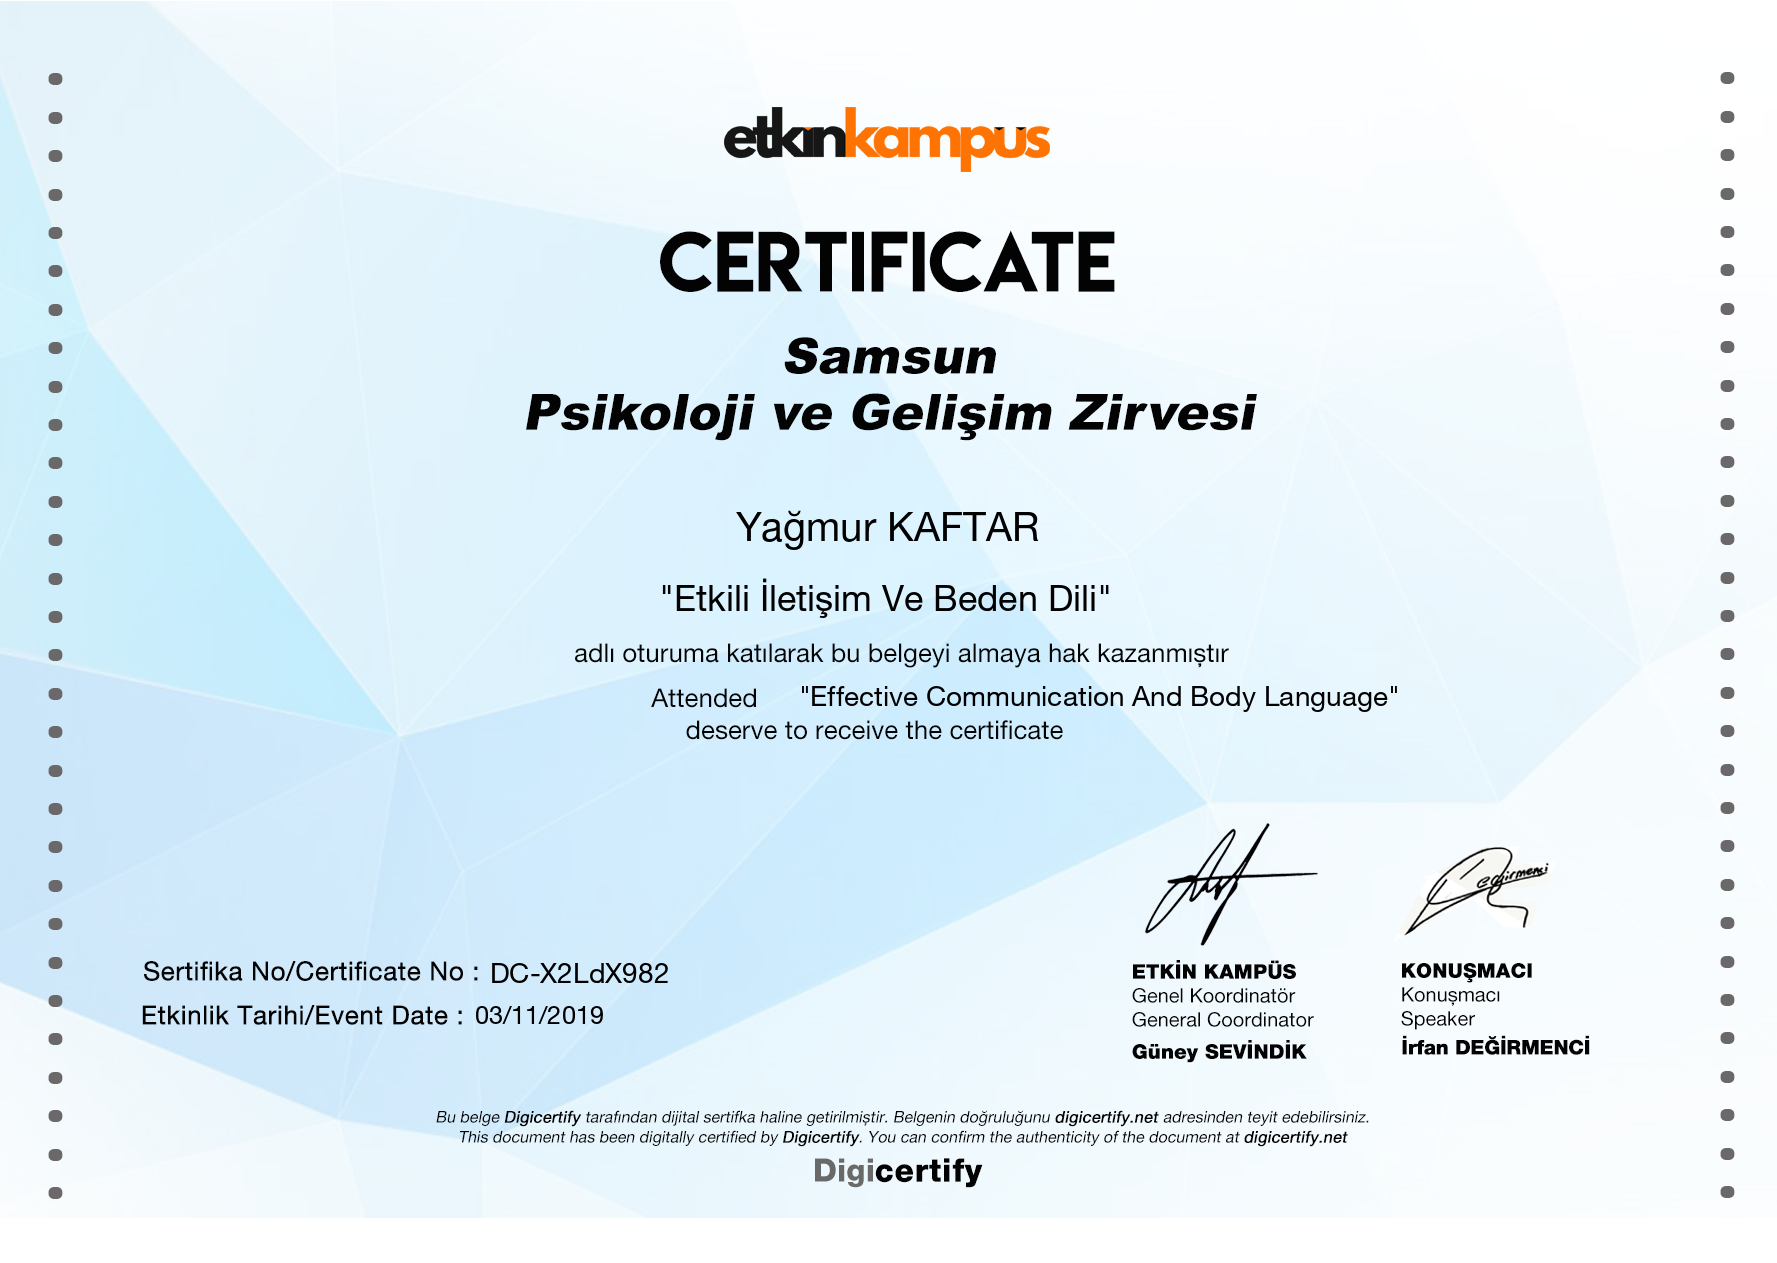 etkinkampüs
CERTIFICATE
Samsun
Psikoloji ve Gelişim Zirvesi
Yağmur KAFTAR
"Etkili İletişim Ve Beden Dili"
adlı oturuma katılarak bu belgeyi almaya hak kazanmıştır
Attended "Effective Communication And Body Language"
deserve to receive the certificate
Değirmenci
Sertifika No/Certificate No : DC-X2LdX982
Etkinlik Tarihi/Event Date : 03/11/2019
ETKİN KAMPÜS
Genel Koordinatör
General Coordinator
Güney SEVİNDİK
KONUŞMACI
Konuşmacı
Speaker
İrfan DEĞİRMENCİ
Bu belge Digicertify tarafından dijital sertifka haline getirilmiştir. Belgenin doğruluğunu digicertify.net adresinden teyit edebilirsiniz.
This document has been digitally certified by Digicertify. You can confirm the authenticity of the document at digicertify.net
Digicertify